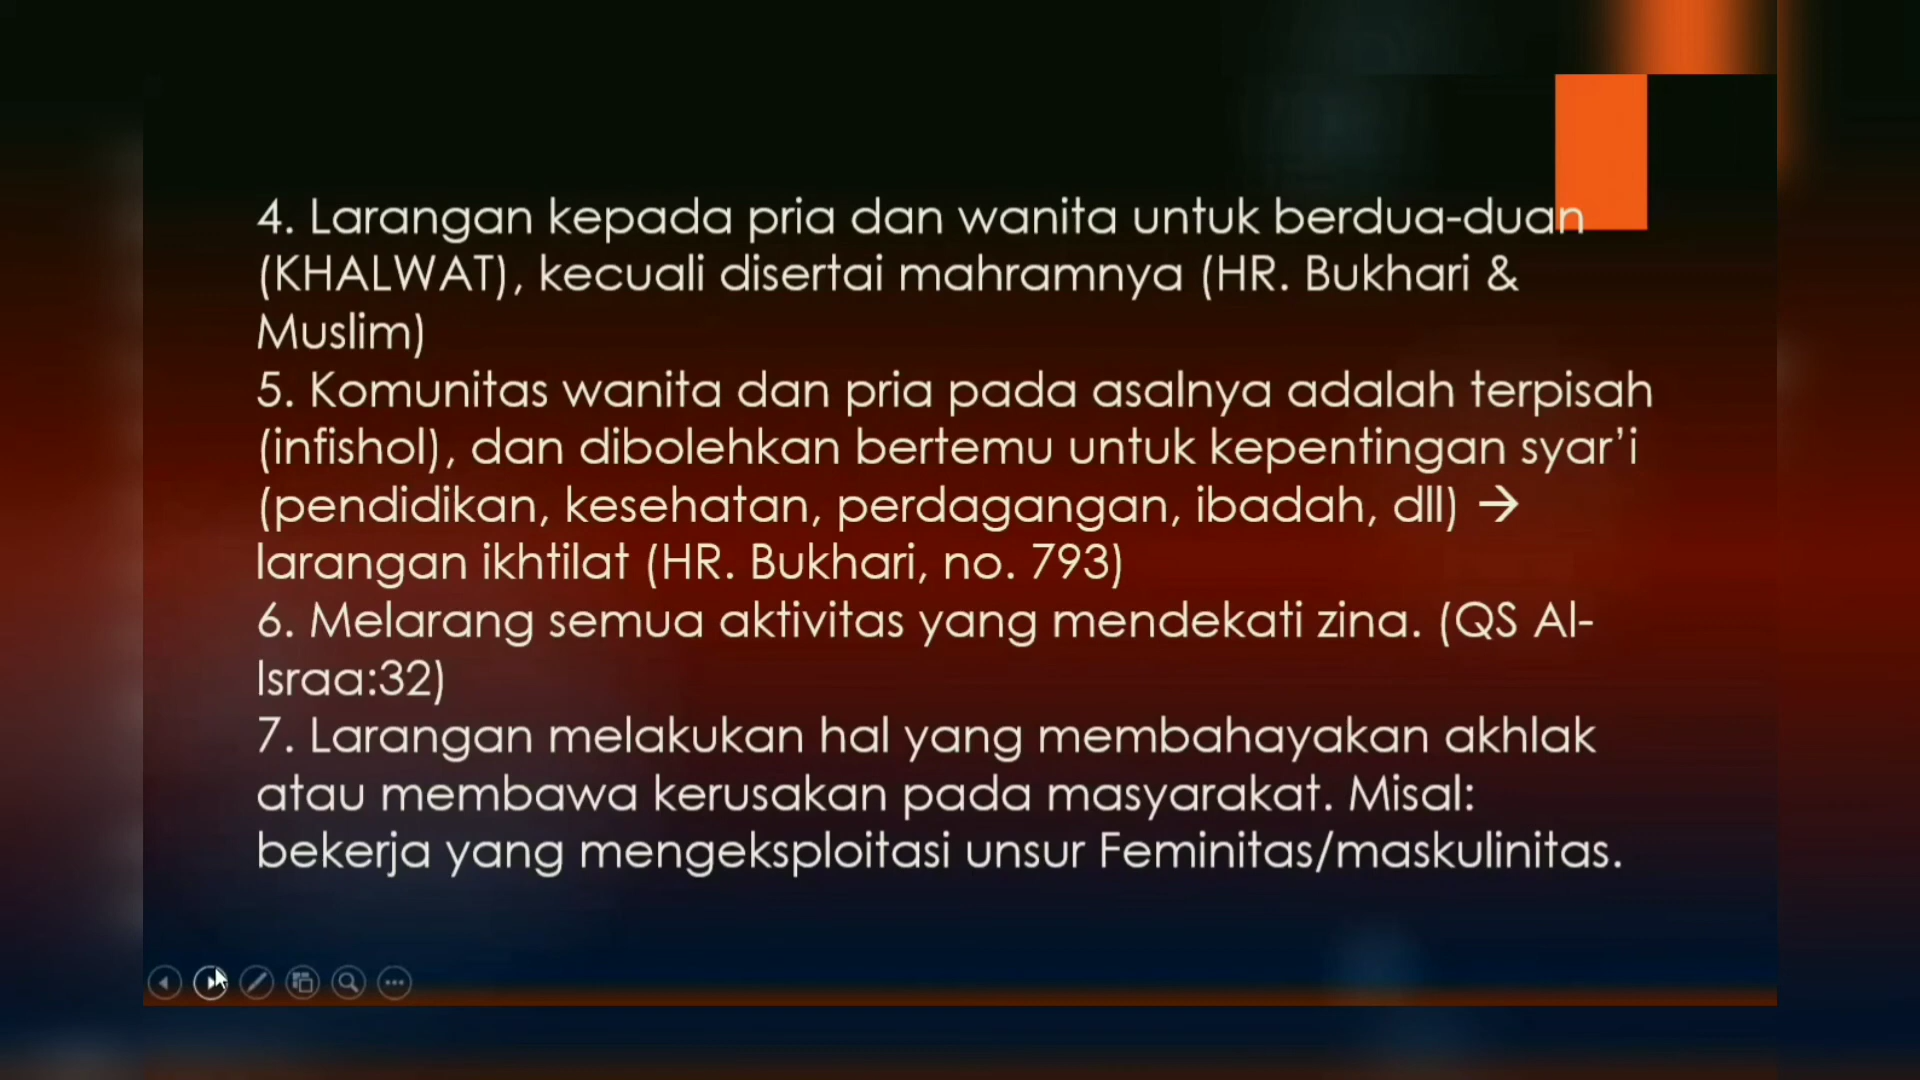 4. Larangan kepada pria dan wanita untuk berdua-duan
(KHALWAT), kecuali disertai mahramnya (HR. Bukhari &
Muslim)
5. Komunitas wanita dan pria pada asalnya adalah terpisah
(infishol), dan dibolehkan bertemu untuk kepentingan syar’i
(pendidikan, kesehatan, perdagangan, ibadah, dll) →
larangan ikhtilat (HR. Bukhari, no. 793)
6. Melarang semua aktivitas yang mendekati zina. (QS Al-
Israa:32)
7. Larangan melakukan hal yang membahayakan akhlak
atau membawa kerusakan pada masyarakat. Misal:
bekerja yang mengeksploitasi unsur Feminitas/maskulinitas.